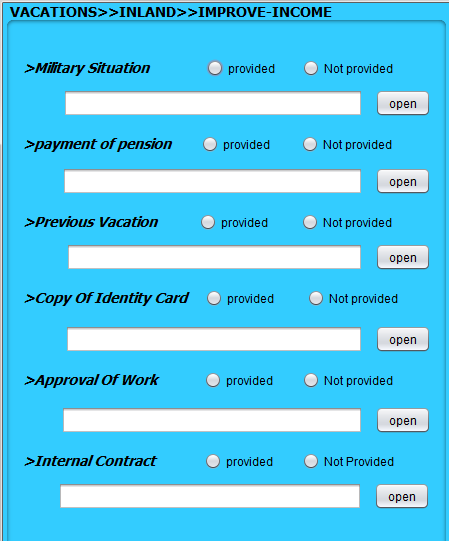 VACATIONS>>INLAND>>IMPROVE-INCOME
>Military Situation provided Not provided
open
>payment of pension provided Not provided
open
>Previous Vacation provided Not provided
open
>Copy Of Identity Card provided Not provided
open
>Approval Of Work provided Not provided
open
>Internal Contract provided Not Provided
open